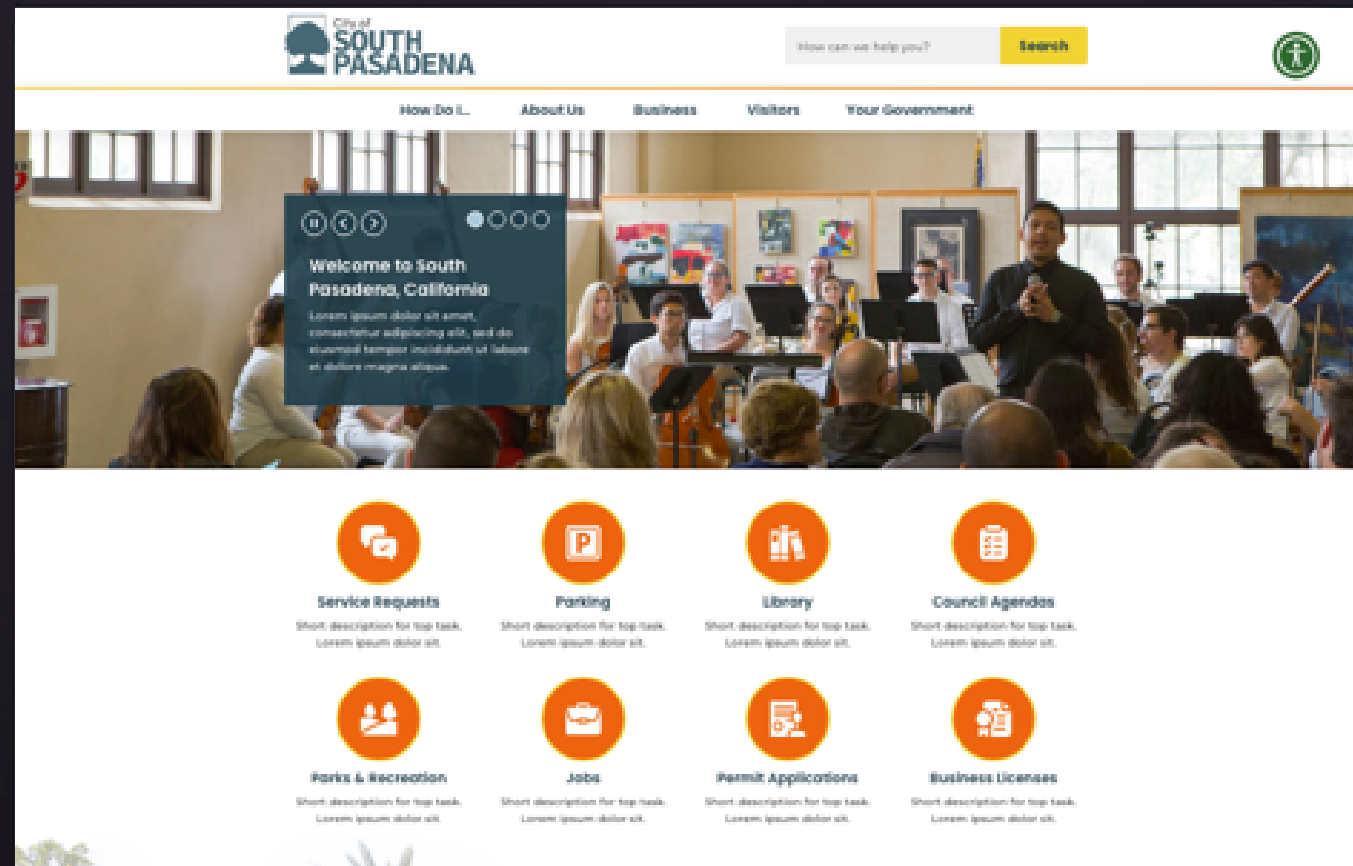 City of
SOUTH
PASADENA
How can we help you?
Search
How Do I...
About Us
Business
Visitors
Your Government
Welcome to South
Pasadena, California
Lorem ipsum dolor sit amet,
consectetur adipiscing elit, sed do
eiusmod tempor incididunt ut labore
et dollore magna aliqua.
P
Service Requests
Short description for top task.
Lorem ipsum dolor sit.
Parking
Short description for top task.
Lorem ipsum dolor sit.
Library
Short description for top task.
Lorem ipsum dolor sit.
Council Agendas
Short description for top task.
Lorem ipsum dolor sit.
Parks & Recreation
Short description for top task.
Lorem ipsum dolor sit.
Jobs
Short description for top task.
Lorem ipsum dolor sit.
Permit Applications
Short description for top task.
Lorem ipsum dolor sit.
Business Licenses
Short description for top task.
Lorem ipsum dolor sit.